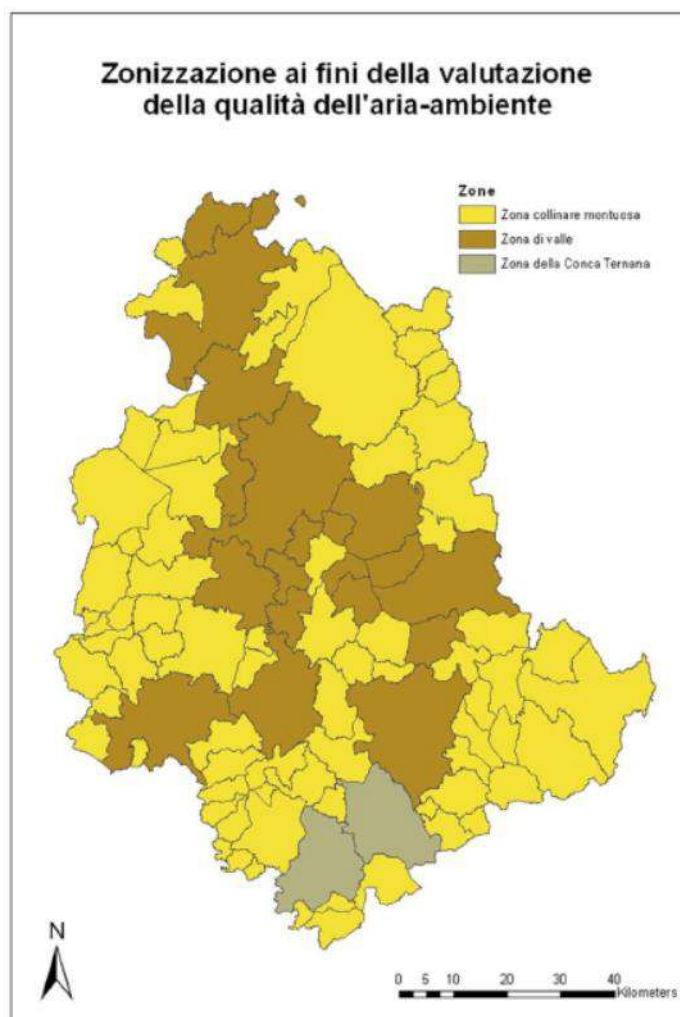 Zonizzazione ai fini della valutazione
della qualità dell'aria-ambiente
Zone
Zona collinare montuosa
Zona di valle
Zona della Conca Ternana
N
0 5 10 20 30 40
Kilometers